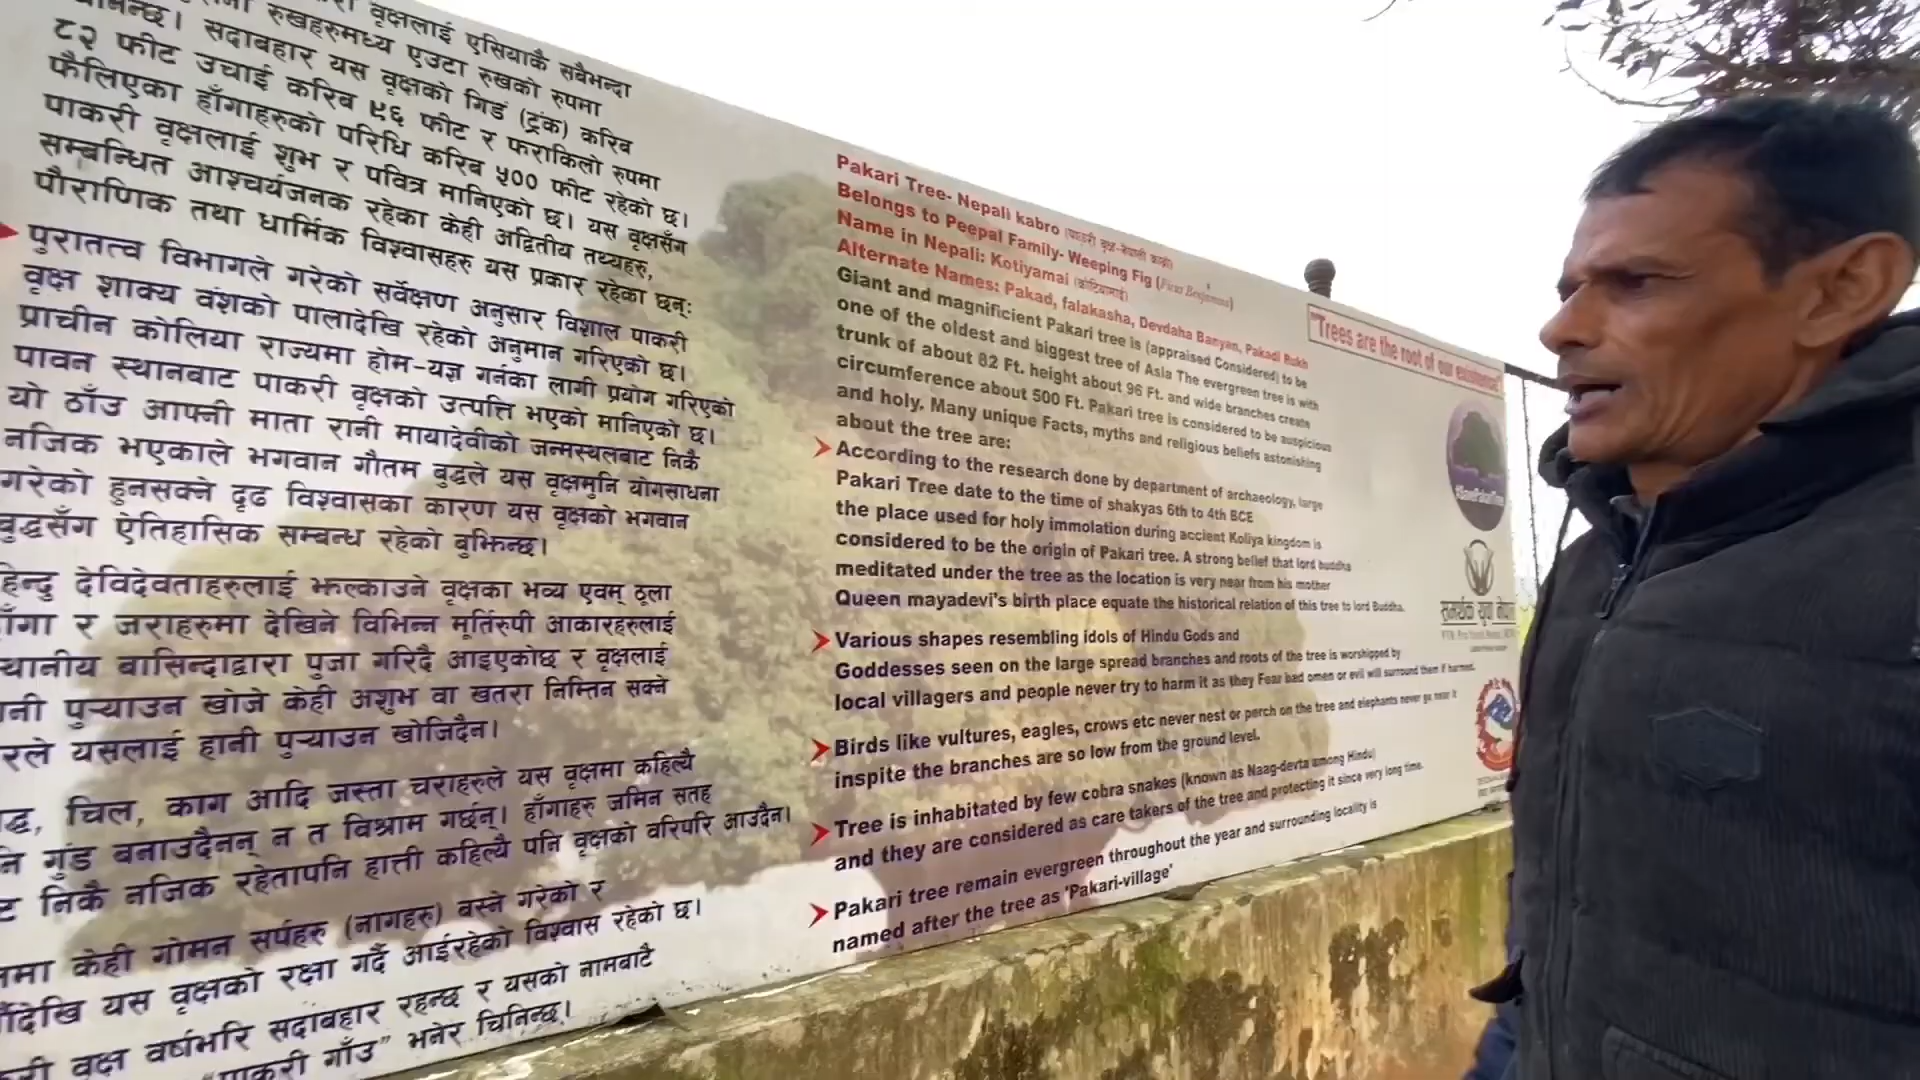 वृक्षलाई एसियाकै सबैभन्दा
रुखहरुमध्य एउटा रुखको रुपमा
सदाबहार यस वृक्षको गिडं (ट्रंक) करिब
८२ फीट उचाई करिब ९६ फीट र फराकिलो रुपमा
फैलिएका हाँगाहरुको परिधि करिब ५०० फीट रहेको छ।
पाकरी वृक्षलाई शुभ र पवित्र मानिएको छ। यस वृक्षसँग
सम्बन्धित आश्चर्यजनक रहेका केही अद्वितीय तथ्यहरु,
पौराणिक तथा धार्मिक विश्वासहरु यस प्रकार रहेका छन्ः
पुरातत्व विभागले गरेको सर्वेक्षण अनुसार विशाल पाकरी
वृक्ष शाक्य वंशको पालादेखि रहेको अनुमान गरिएको छ।
प्राचीन कोलिया राज्यमा होम-यज्ञ गर्नका लागी प्रयोग गरिएको
पावन स्थानबाट पाकरी वृक्षको उत्पत्ति भएको मानिएको छ।
यो ठाँउ आफ्नी माता रानी मायादेवीको जन्मस्थलबाट निकै
नजिक भएकाले भगवान गौतम बुद्धले यस वृक्षमुनि योगसाधना
गरेको हुनसक्ने दृढ विश्वासका कारण यस वृक्षको भगवान
बुद्धसँग ऐतिहासिक सम्बन्ध रहेको बुझिन्छ।
हिन्दु देविदेवताहरुलाई झल्काउने वृक्षका भव्य एवम् ठूला
र जराहरुमा देखिने विभिन्न मूर्तिरुपी आकारहरुलाई
बासिन्दाद्वारा पुजा गरिदै आइएकोछ र वृक्षलाई
पुऱ्याउन खोजे केही अशुभ वा खतरा निम्तिन सक्ने
यसलाई हानी पुऱ्याउन खोजिदैन।
चिल, काग आदि जस्ता चराहरुले यस वृक्षमा कहिल्यै
गुंड बनाउदैनन् न त विश्राम गर्छन्। हाँगाहरु जमिन सतह
निकै नजिक रहेतापनि हात्ती कहिल्यै पनि वृक्षको वरिपरि आउदैन।
केही गोमन सर्पहरु (नागहरु) बस्ने गरेको र
यस वृक्षको रक्षा गर्दै आईरहेको विश्वास रहेको छ।
वृक्ष वर्षभरि सदाबहार रहन्छ र यसको नामबाटै
"पाकरी गाँउ" भनेर चिनिन्छ।
Pakari Tree- Nepali kabro (पाकरी वृक्ष-नेपाली काब्रो)
Belongs to Peepal Family- Weeping Fig (Ficus Benjamina)
Name in Nepali: Kotiyamai (कोटियामाई)
Alternate Names: Pakad, falakasha, Devdaha Banyan, Pakadi Rukh
Giant and magnificient Pakari tree is (appraised Considered) to be
one of the oldest and biggest tree of Asia The evergreen tree is with
trunk of about 82 Ft. height about 96 Ft. and wide branches create
circumference about 500 Ft. Pakari tree is considered to be auspicious
and holy. Many unique Facts, myths and religious beliefs astonishing
about the tree are:
According to the research done by department of archaeology, large
Pakari Tree date to the time of shakyas 6th to 4th BCE
the place used for holy immolation during accient Koliya kingdom is
considered to be the origin of Pakari tree. A strong belief that lord buddha
meditated under the tree as the location is very near from his mother
Queen mayadevi's birth place equate the historical relation of this tree to lord Buddha.
Various shapes resembling idols of Hindu Gods and
Goddesses seen on the large spread branches and roots of the tree is worshipped by
local villagers and people never try to harm it as they Fear bad omen or evil will surround them if harmed.
Birds like vultures, eagles, crows etc never nest or perch on the tree and elephants never go near it
inspite the branches are so low from the ground level.
Tree is inhabitated by few cobra snakes (known as Naag-devta among Hindu)
and they are considered as care takers of the tree and protecting it since very long time.
Pakari tree remain evergreen throughout the year and surrounding locality is
named after the tree as 'Pakari-village'
"Trees are the root of our existence"
समर्थक युवा नेपाल